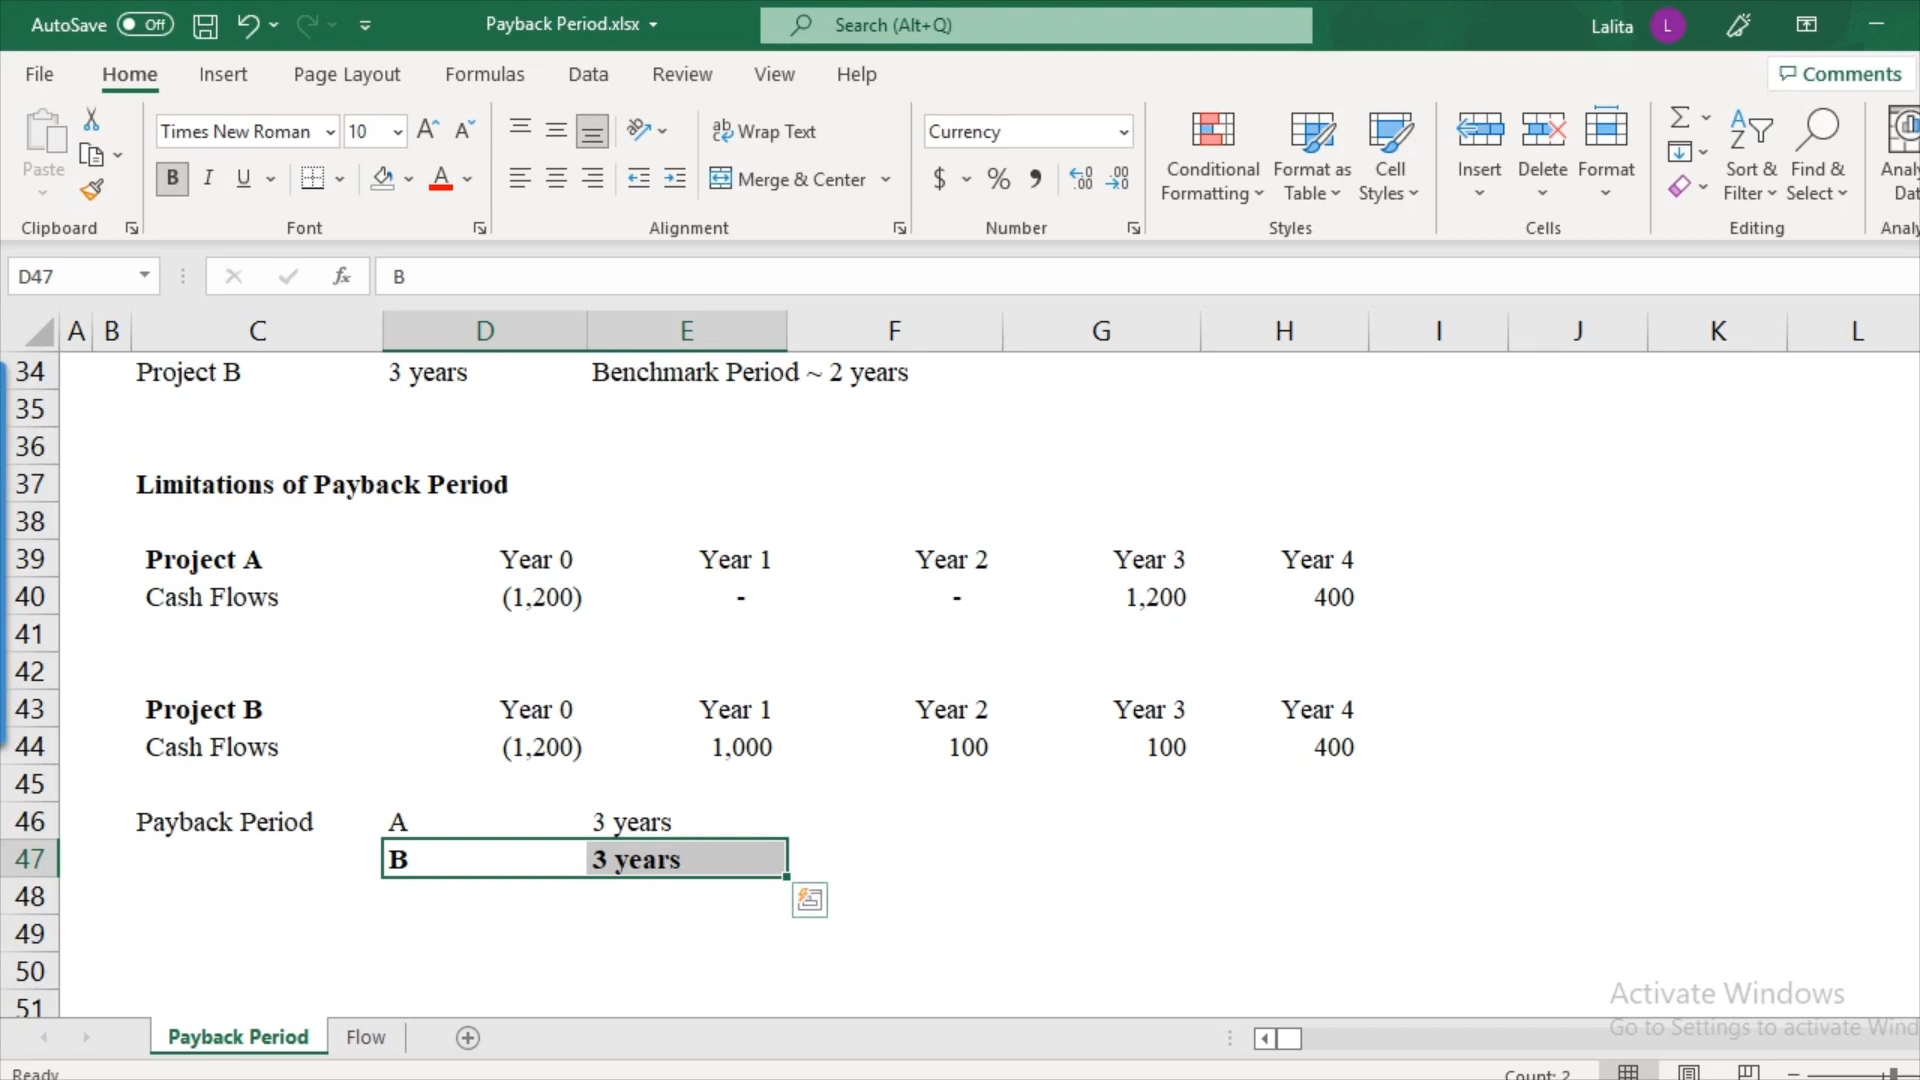 AutoSave Off Payback Period.xlsx Search (Alt+Q) Lalita L
File Home Insert Page Layout Formulas Data Review View Help Comments
Paste Times New Roman 10 Wrap Text Currency
B I U Merge & Center $ %
Conditional Formatting Format as Table Cell Styles Insert Delete Format Sort & Filter Find & Select
Clipboard Font Alignment Number Styles Cells Editing
D47 fx B
A B C D E F G H I J K L
34 Project B 3 years Benchmark Period ~ 2 years
35
36
37 Limitations of Payback Period
38
39 Project A Year 0 Year 1 Year 2 Year 3 Year 4
40 Cash Flows (1,200) - - 1,200 400
41
42
43 Project B Year 0 Year 1 Year 2 Year 3 Year 4
44 Cash Flows (1,200) 1,000 100 100 400
45
46 Payback Period A 3 years
47 B 3 years
48
49
50
51
Activate Windows
Go to Settings to activate Wind
Payback Period Flow
Ready Count: 2